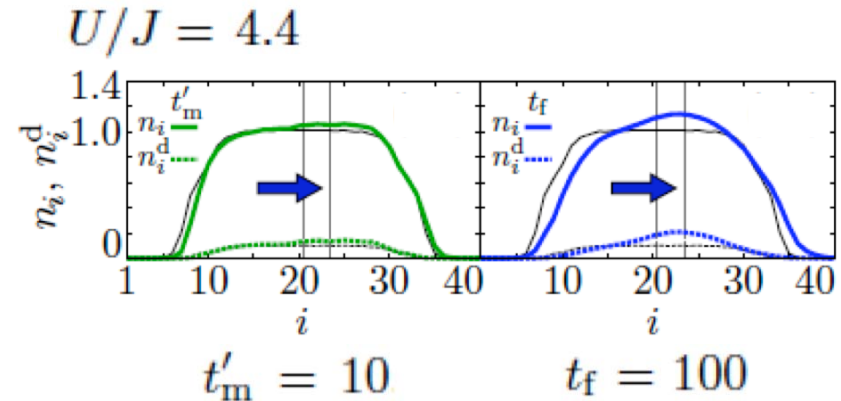 U/J = 4.4
1.4
1.0
0
n_i, n_i^d
t'_m
n_i
n_i^d
t_f
n_i
n_i^d
1 10 20 30 40 10 20 30 40
i i
t'_m = 10 t_f = 100